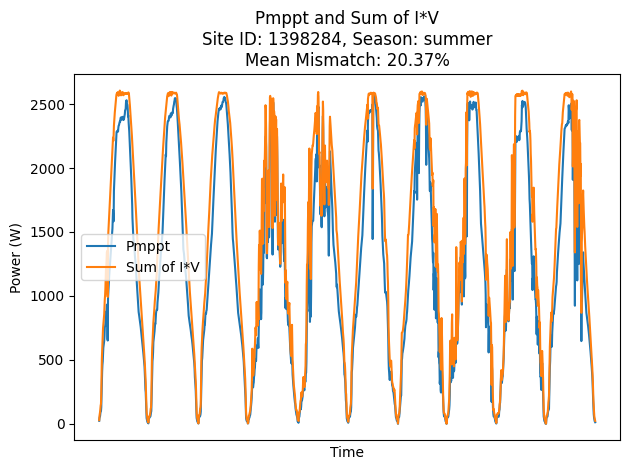 Pmppt and Sum of I*V
Site ID: 1398284, Season: summer
Mean Mismatch: 20.37%
Power (W)
2500
2000
1500
1000
500
0
Pmppt
Sum of I*V
Time